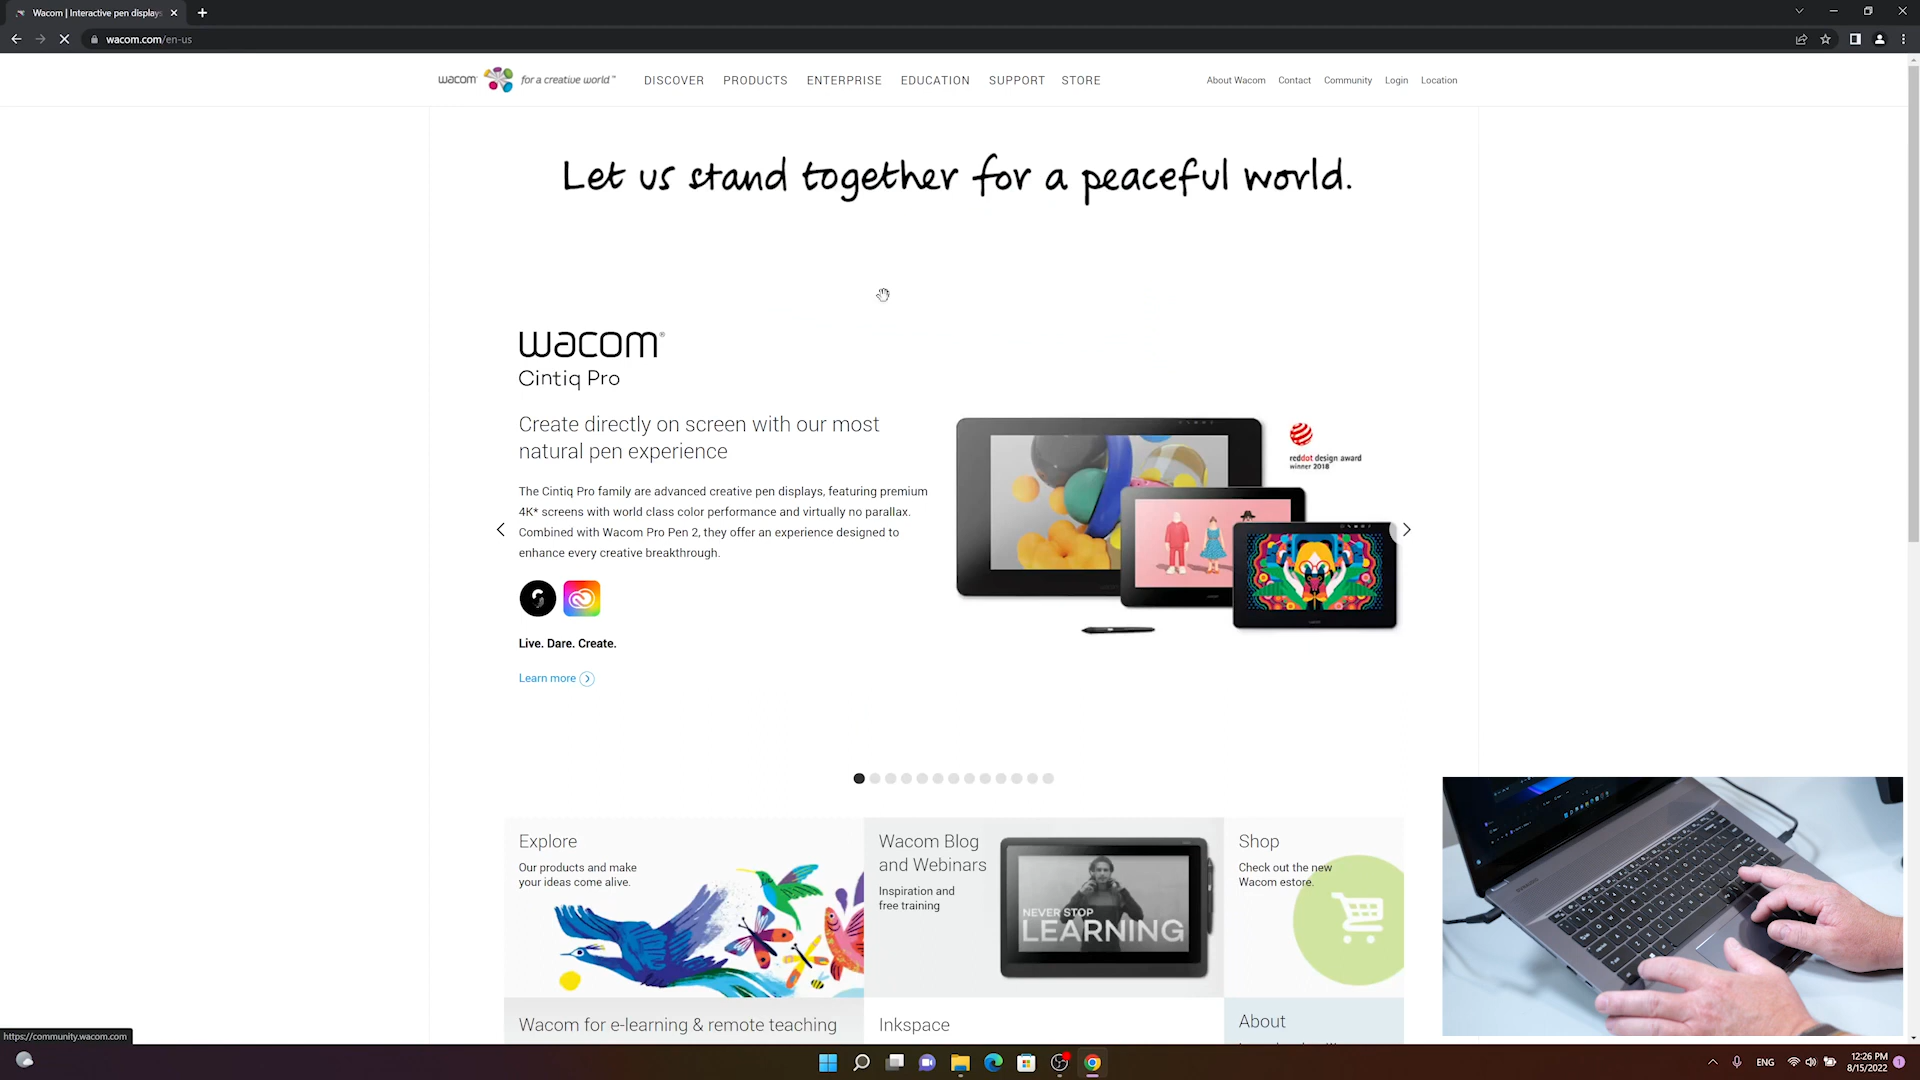 Wacom | Interactive pen displays
wacom.com/en-us
wacom for a creative world™
DISCOVER PRODUCTS ENTERPRISE EDUCATION SUPPORT STORE
About Wacom Contact Community Login Location
Let us stand together for a peaceful world.
wacom®
Cintiq Pro
Create directly on screen with our most
natural pen experience
The Cintiq Pro family are advanced creative pen displays, featuring premium
4K* screens with world class color performance and virtually no parallax.
Combined with Wacom Pro Pen 2, they offer an experience designed to
enhance every creative breakthrough.
reddot design award
winner 2018
Live. Dare. Create.
Learn more
Explore
Our products and make
your ideas come alive.
Wacom Blog
and Webinars
Inspiration and
free training
NEVER STOP
LEARNING
Shop
Check out the new
Wacom estore.
Wacom for e-learning & remote teaching
Inkspace
About
https://community.wacom.com
ENG
12:26 PM
8/15/2022
1